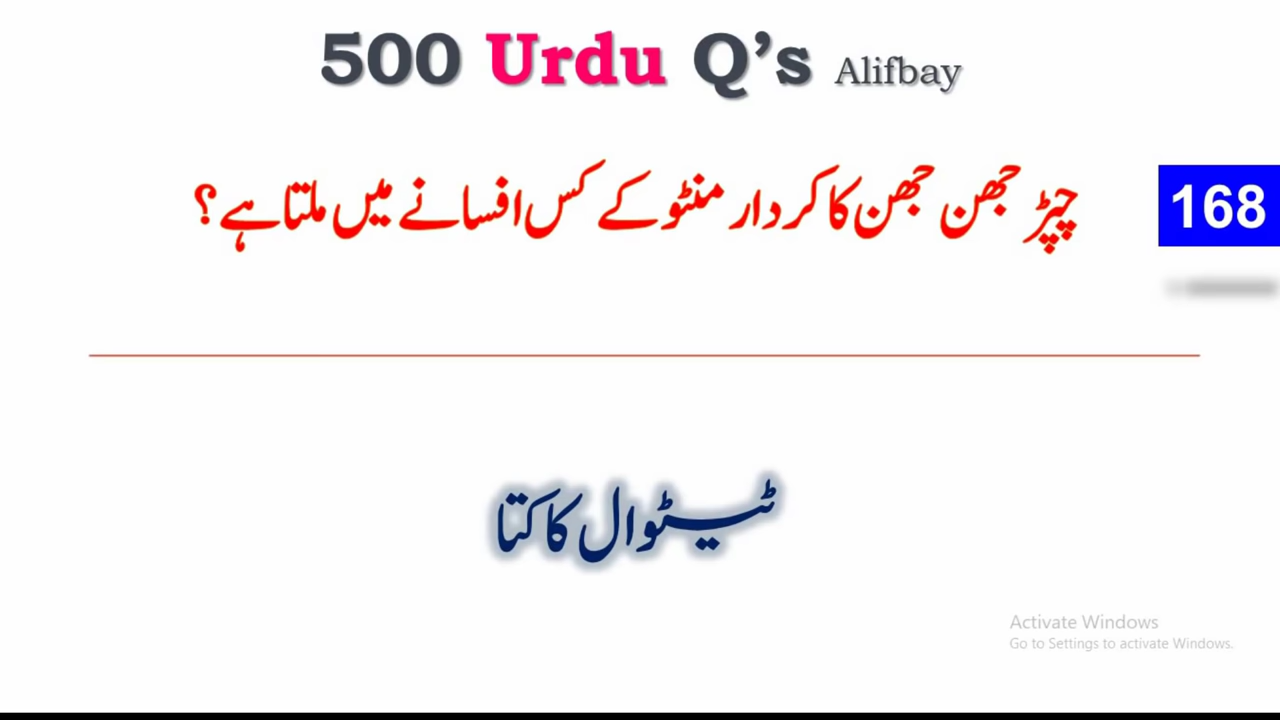 500 Urdu Q’s Alifbay
168
چپڑ جھن جھن کا کردار منٹو کے کس افسانے میں ملتا ہے؟
ٹیٹوال کا کتا
Activate Windows
Go to Settings to activate Windows.